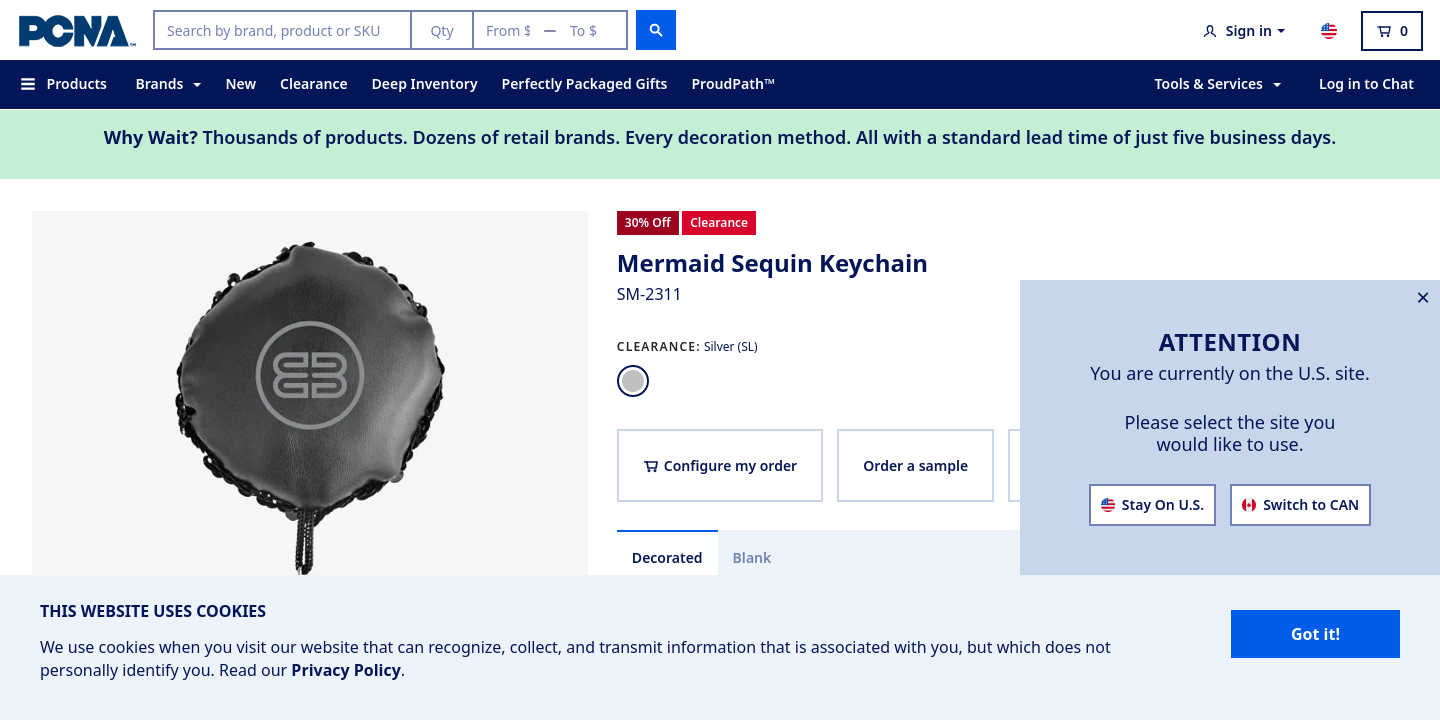 PCNA™
Search by brand, product or SKU
Qty
From $ — To $
Sign in
0
Products
Brands
New
Clearance
Deep Inventory
Perfectly Packaged Gifts
ProudPath™
Tools & Services
Log in to Chat
Why Wait? Thousands of products. Dozens of retail brands. Every decoration method. All with a standard lead time of just five business days.
30% Off
Clearance
Mermaid Sequin Keychain
SM-2311
CLEARANCE: Silver (SL)
Configure my order
Order a sample
Decorated
Blank
ATTENTION
You are currently on the U.S. site.
Please select the site you
would like to use.
Stay On U.S.
Switch to CAN
THIS WEBSITE USES COOKIES
We use cookies when you visit our website that can recognize, collect, and transmit information that is associated with you, but which does not
personally identify you. Read our Privacy Policy.
Got it!